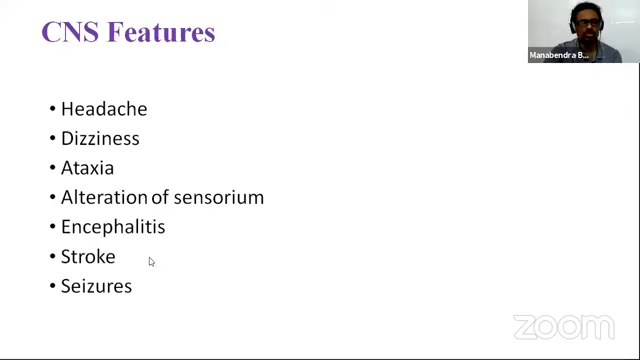 CNS Features
Manabendra B...
• Headache
• Dizziness
• Ataxia
• Alteration of sensorium
• Encephalitis
• Stroke
• Seizures
zoom